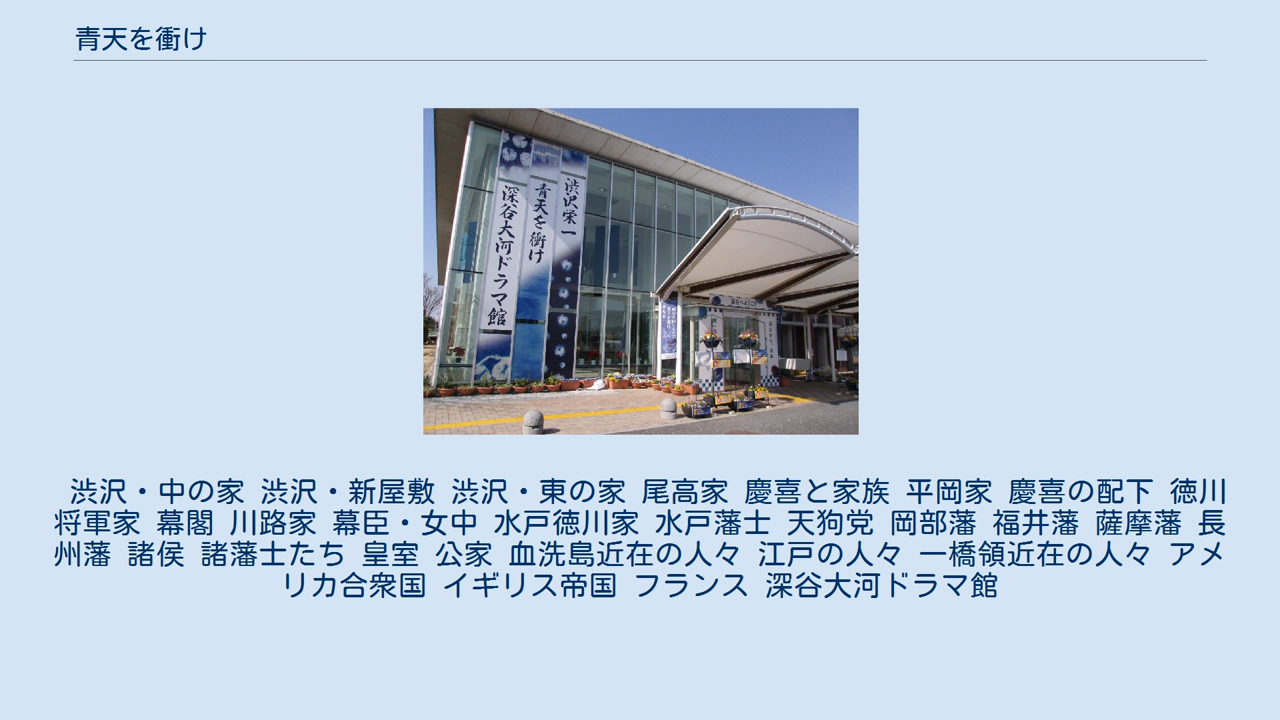 青天を衝け
渋沢栄一
青天を衝け
深谷大河ドラマ館
渋沢・中の家 渋沢・新屋敷 渋沢・東の家 尾高家 慶喜と家族 平岡家 慶喜の配下 徳川
将軍家 幕閣 川路家 幕臣・女中 水戸徳川家 水戸藩士 天狗党 岡部藩 福井藩 薩摩藩 長
州藩 諸侯 諸藩士たち 皇室 公家 血洗島近在の人々 江戸の人々 一橋領近在の人々 アメ
リカ合衆国 イギリス帝国 フランス 深谷大河ドラマ館